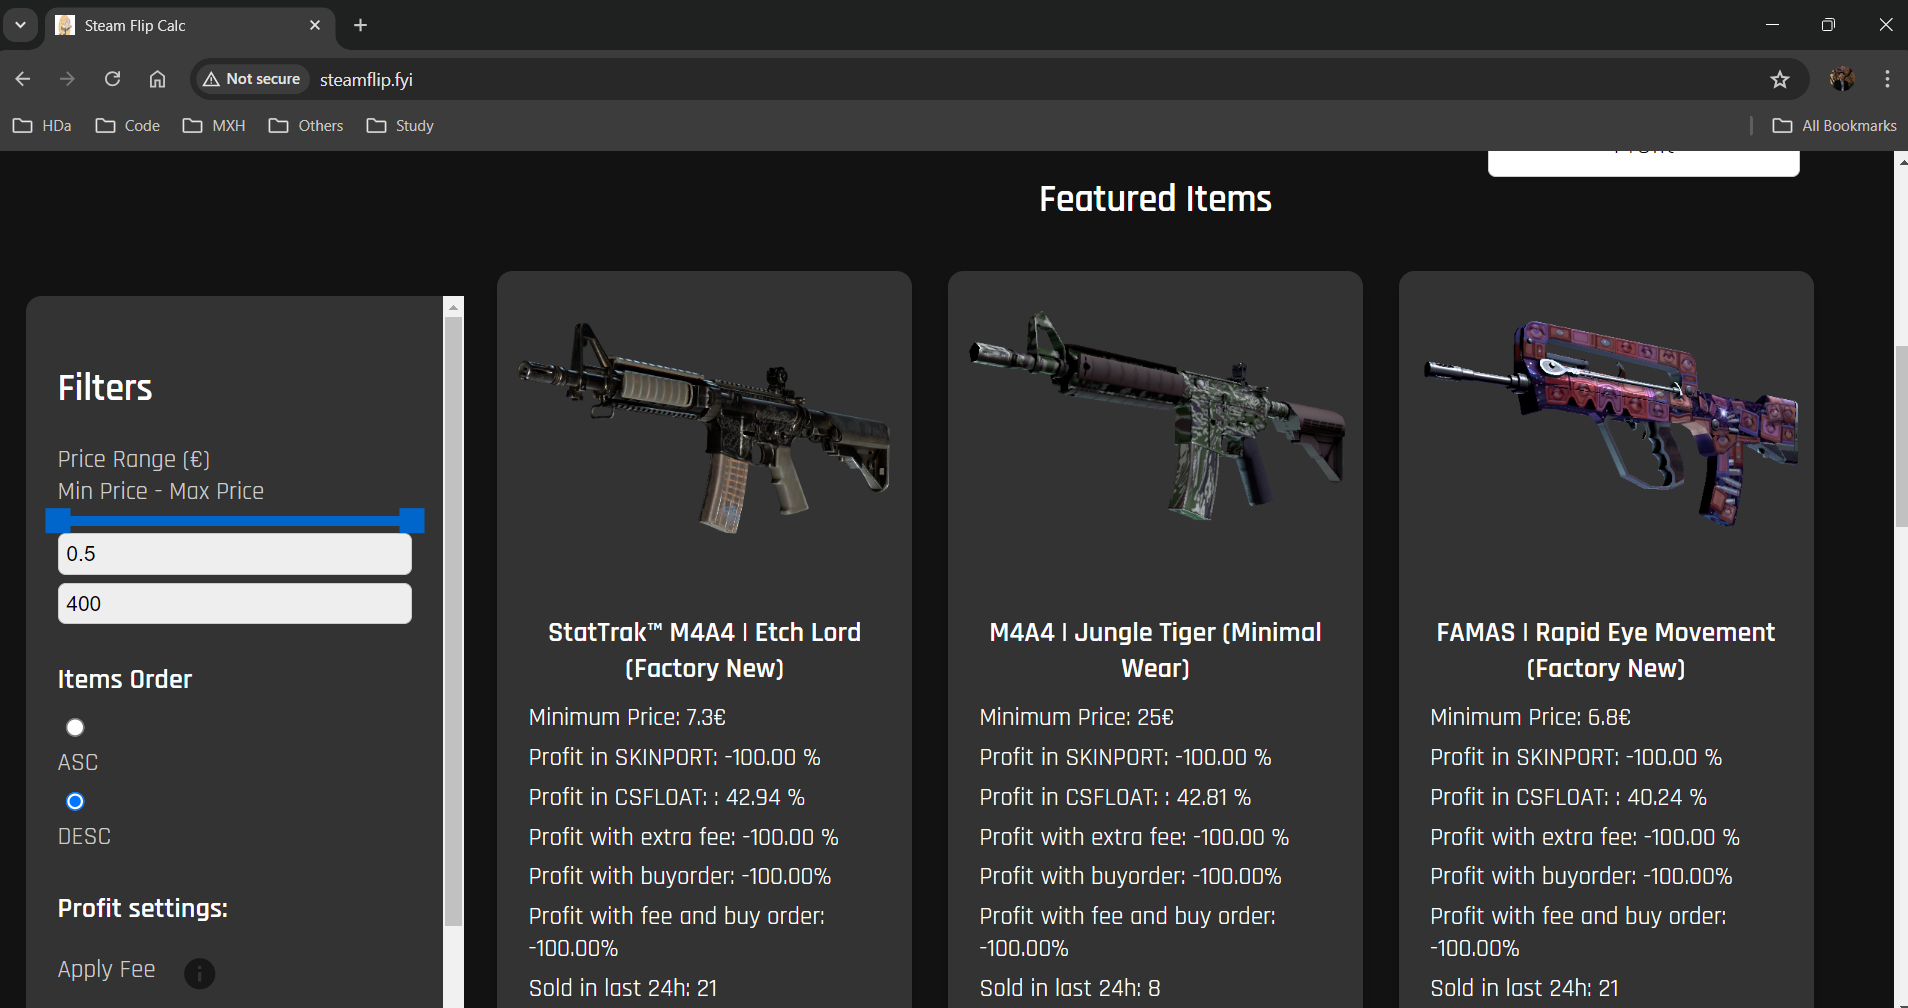 Steam Flip Calc
Not secure
steamflip.fyi
HDa
Code
MXH
Others
Study
All Bookmarks
Featured Items
Filters
Price Range (€)
Min Price - Max Price
0.5
400
Items Order
ASC
DESC
Profit settings:
Apply Fee
StatTrak™ M4A4 | Etch Lord
(Factory New)
Minimum Price: 7.3€
Profit in SKINPORT: -100.00 %
Profit in CSFLOAT: : 42.94 %
Profit with extra fee: -100.00 %
Profit with buyorder: -100.00%
Profit with fee and buy order:
-100.00%
Sold in last 24h: 21
M4A4 | Jungle Tiger (Minimal
Wear)
Minimum Price: 25€
Profit in SKINPORT: -100.00 %
Profit in CSFLOAT: : 42.81 %
Profit with extra fee: -100.00 %
Profit with buyorder: -100.00%
Profit with fee and buy order:
-100.00%
Sold in last 24h: 8
FAMAS | Rapid Eye Movement
(Factory New)
Minimum Price: 6.8€
Profit in SKINPORT: -100.00 %
Profit in CSFLOAT: : 40.24 %
Profit with extra fee: -100.00 %
Profit with buyorder: -100.00%
Profit with fee and buy order:
-100.00%
Sold in last 24h: 21